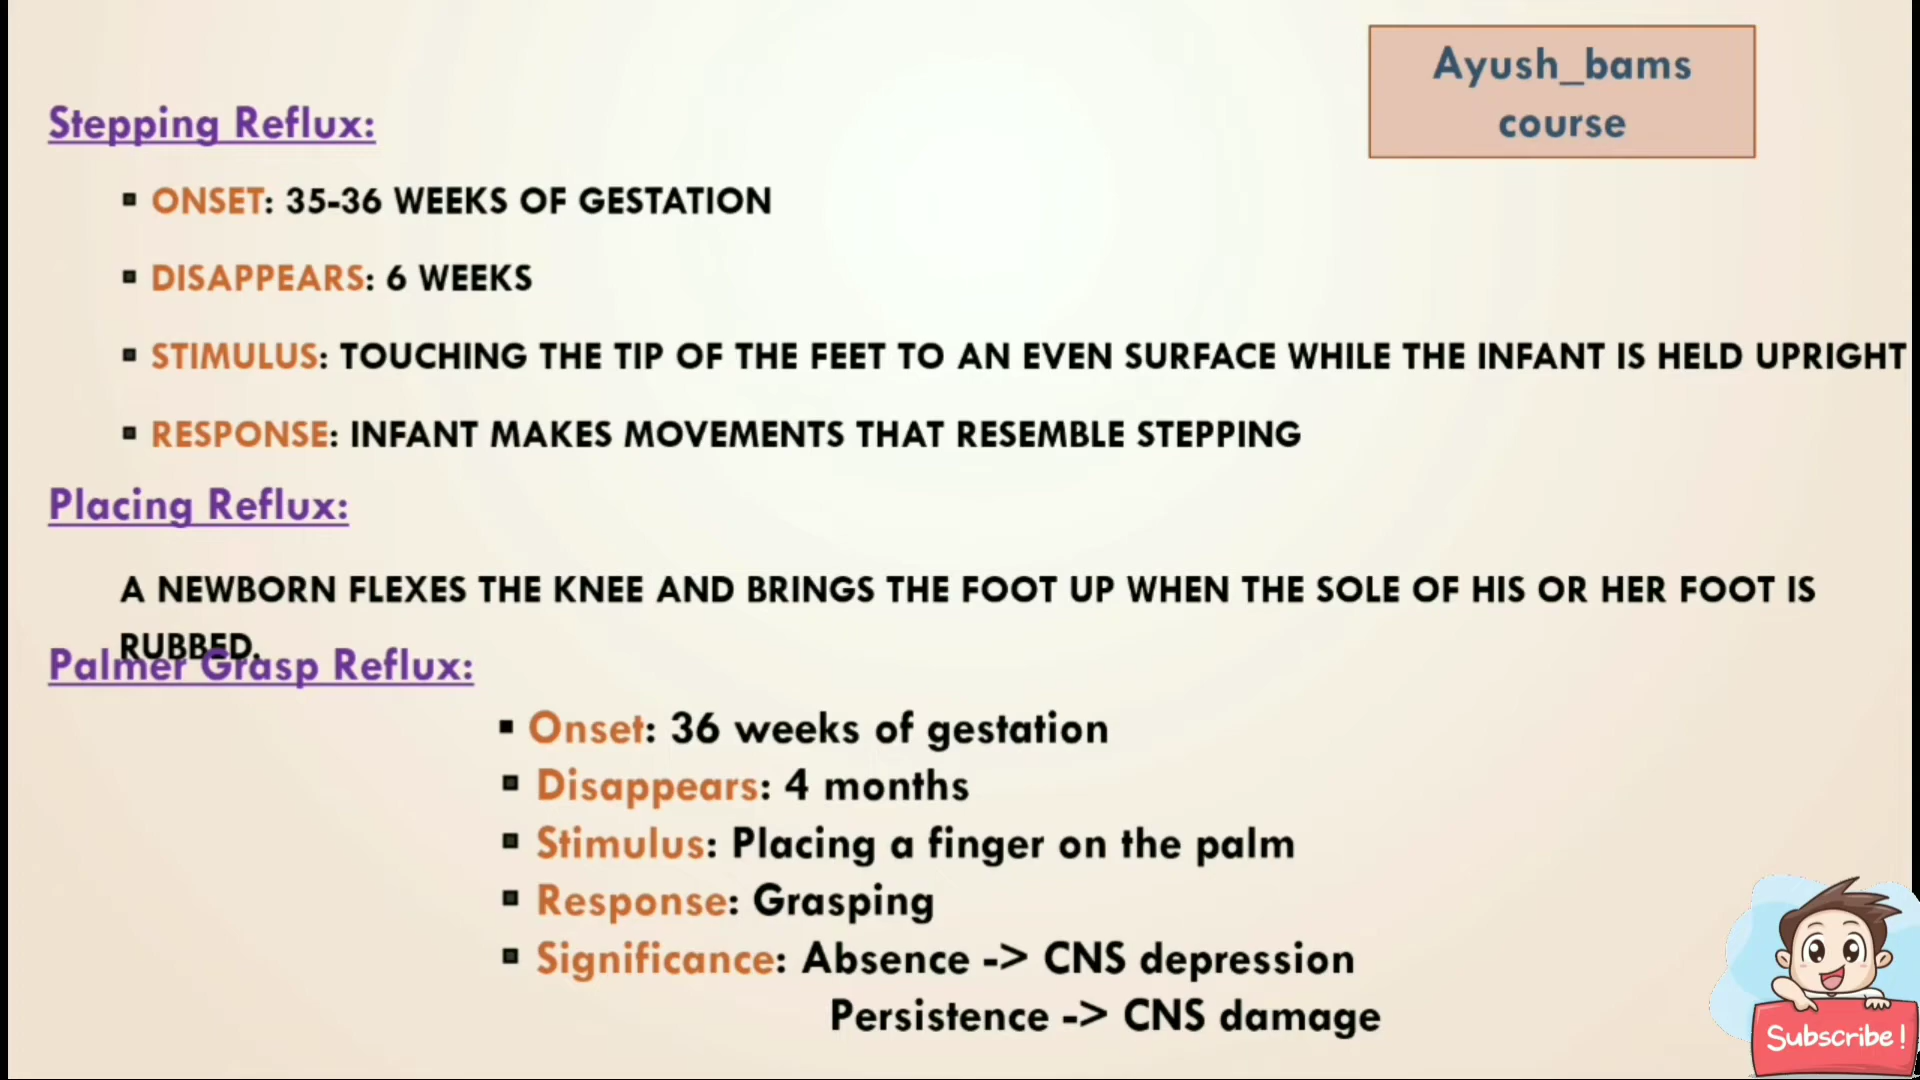 Ayush_bams
course
Stepping Reflux:
ONSET: 35-36 WEEKS OF GESTATION
DISAPPEARS: 6 WEEKS
STIMULUS: TOUCHING THE TIP OF THE FEET TO AN EVEN SURFACE WHILE THE INFANT IS HELD UPRIGHT
RESPONSE: INFANT MAKES MOVEMENTS THAT RESEMBLE STEPPING
Placing Reflux:
A NEWBORN FLEXES THE KNEE AND BRINGS THE FOOT UP WHEN THE SOLE OF HIS OR HER FOOT IS
RUBBED.
Palmer Grasp Reflux:
Onset: 36 weeks of gestation
Disappears: 4 months
Stimulus: Placing a finger on the palm
Response: Grasping
Significance: Absence -> CNS depression
Persistence -> CNS damage
Subscribe!